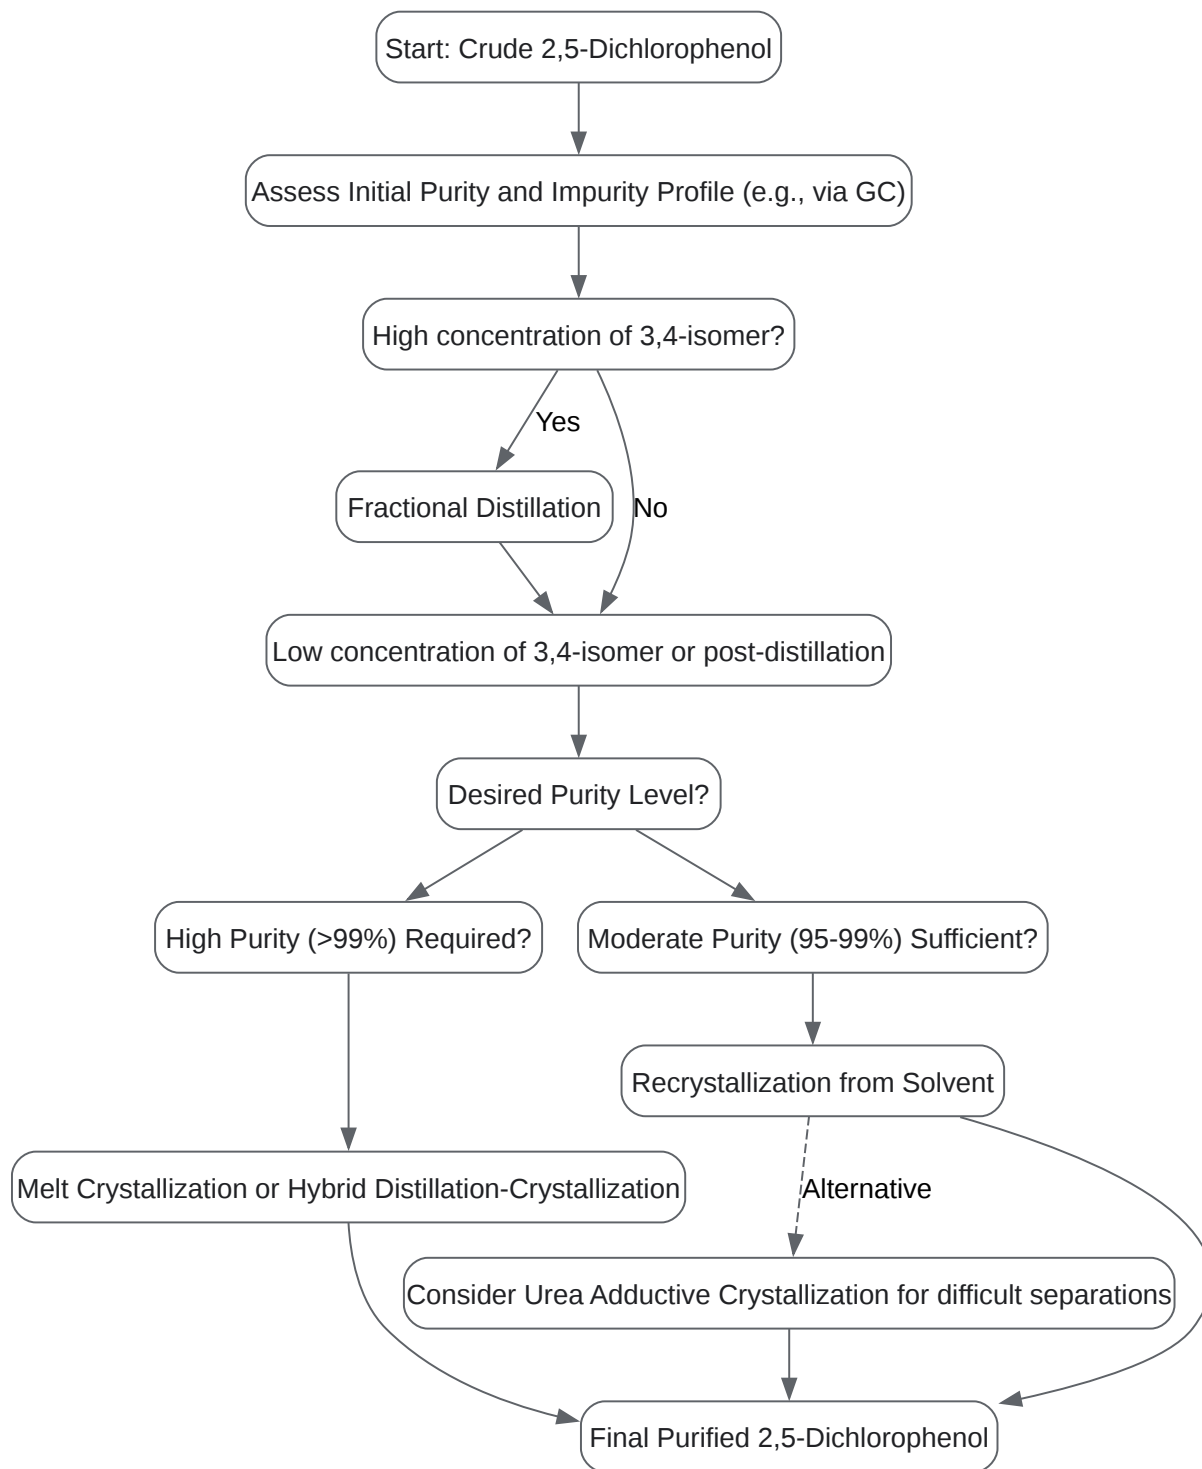 Start: Crude 2,5-Dichlorophenol
Assess Initial Purity and Impurity Profile (e.g., via GC)
High concentration of 3,4-isomer?
Yes
Fractional Distillation
No
Low concentration of 3,4-isomer or post-distillation
Desired Purity Level?
High Purity (>99%) Required?
Moderate Purity (95-99%) Sufficient?
Recrystallization from Solvent
Melt Crystallization or Hybrid Distillation-Crystallization
Alternative
Consider Urea Adductive Crystallization for difficult separations
Final Purified 2,5-Dichlorophenol